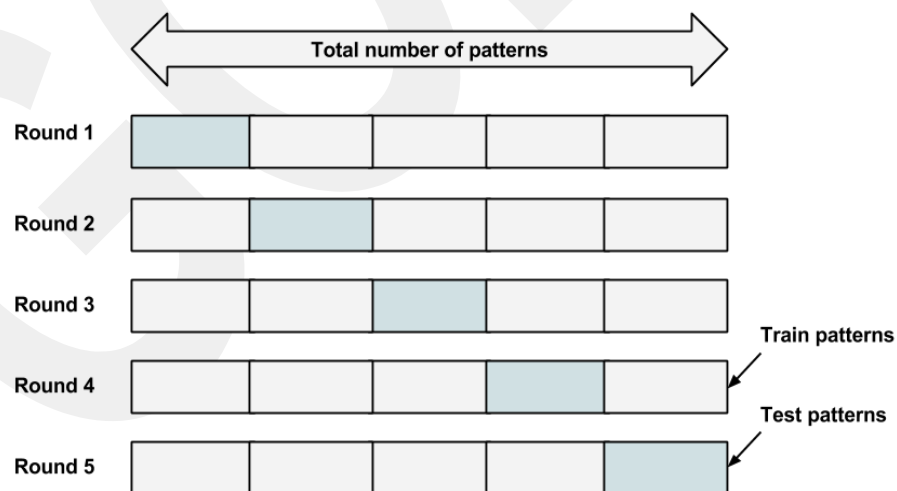 Total number of patterns
Round 1
Round 2
Round 3
Train patterns
Round 4
Test patterns
Round 5